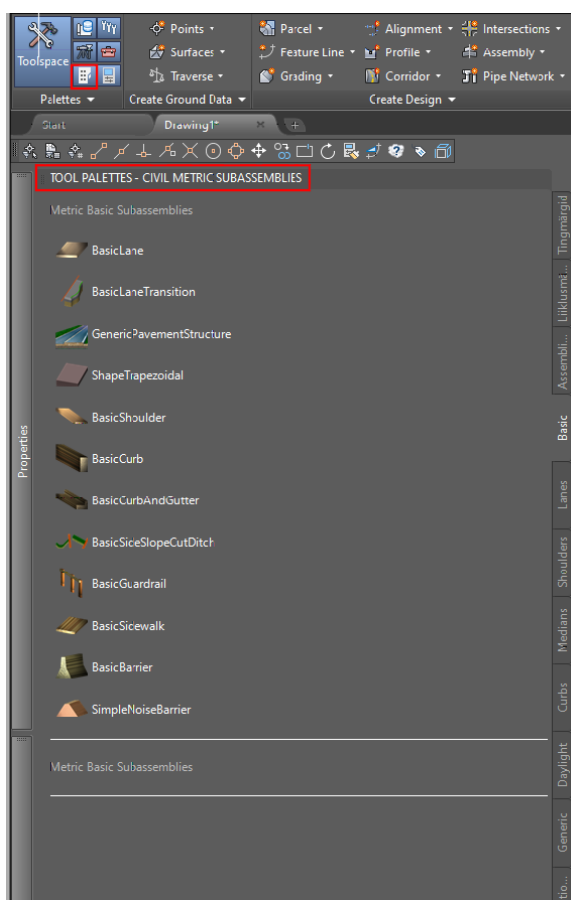 Points
Parcel
Alignment
Intersections
Toolspace
Surfaces
Feature Line
Profile
Assembly
Traverse
Grading
Corridor
Pipe Network
Palettes
Create Ground Data
Create Design
Start
Drawing1*
TOOL PALETTES - CIVIL METRIC SUBASSEMBLIES
Metric Basic Subassemblies
BasicLane
BasicLaneTransition
GenericPavementStructure
ShapeTrapezoidal
BasicShoulder
BasicCurb
BasicCurbAndGutter
BasicSideSlopeCutDitch
BasicGuardrail
BasicSidewalk
BasicBarrier
SimpleNoiseBarrier
Metric Basic Subassemblies
Properties
Tingmärgid
Liiklusmä...
Assembli...
Basic
Lanes
Shoulders
Medians
Curbs
Daylight
Generic